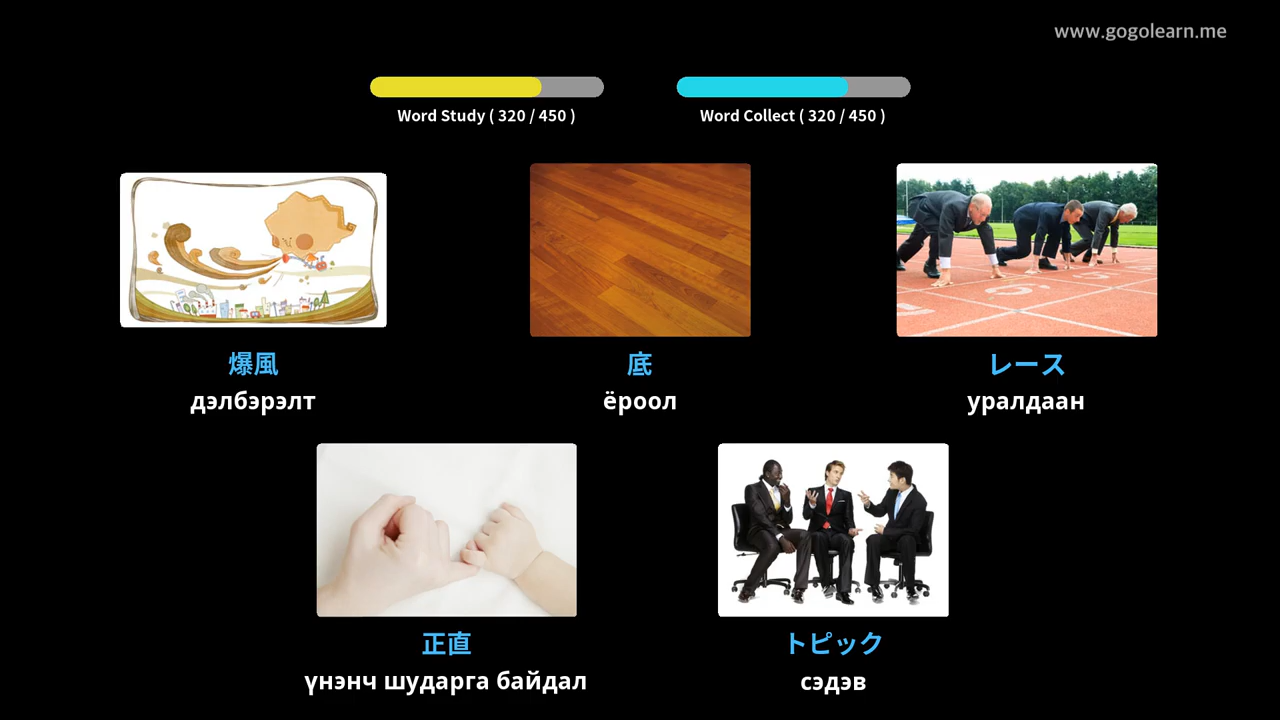 www.gogolearn.me
Word Study ( 320 / 450 )
Word Collect ( 320 / 450 )
爆風
дэлбэрэлт
底
ёроол
レース
уралдаан
正直
үнэнч шударга байдал
トピック
сэдэв